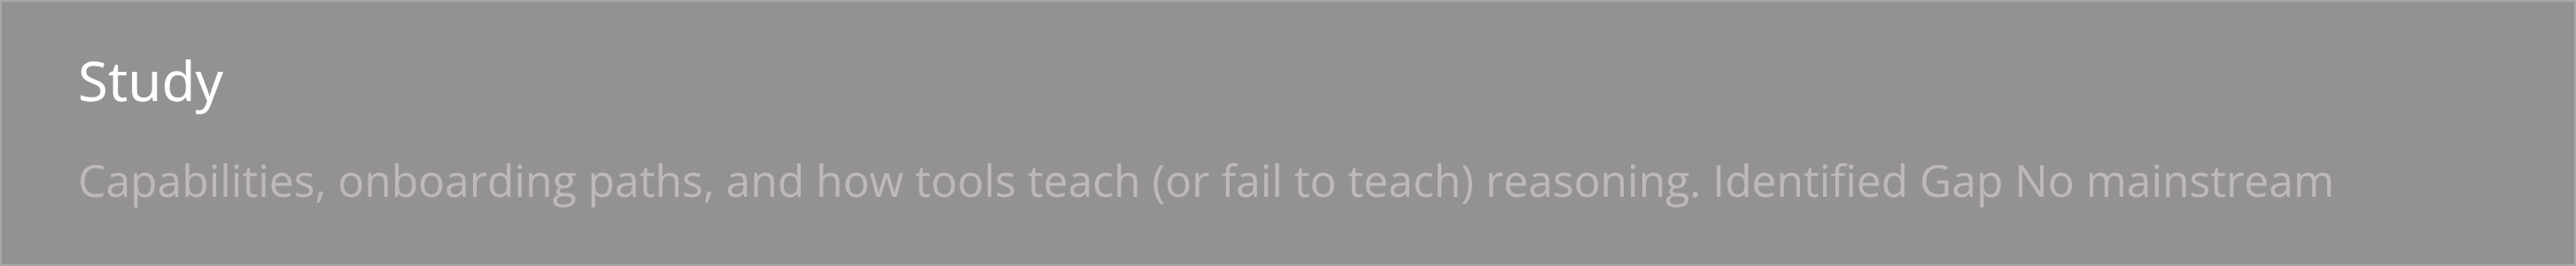 Study
Capabilities, onboarding paths, and how tools teach (or fail to teach) reasoning. Identified Gap No mainstream